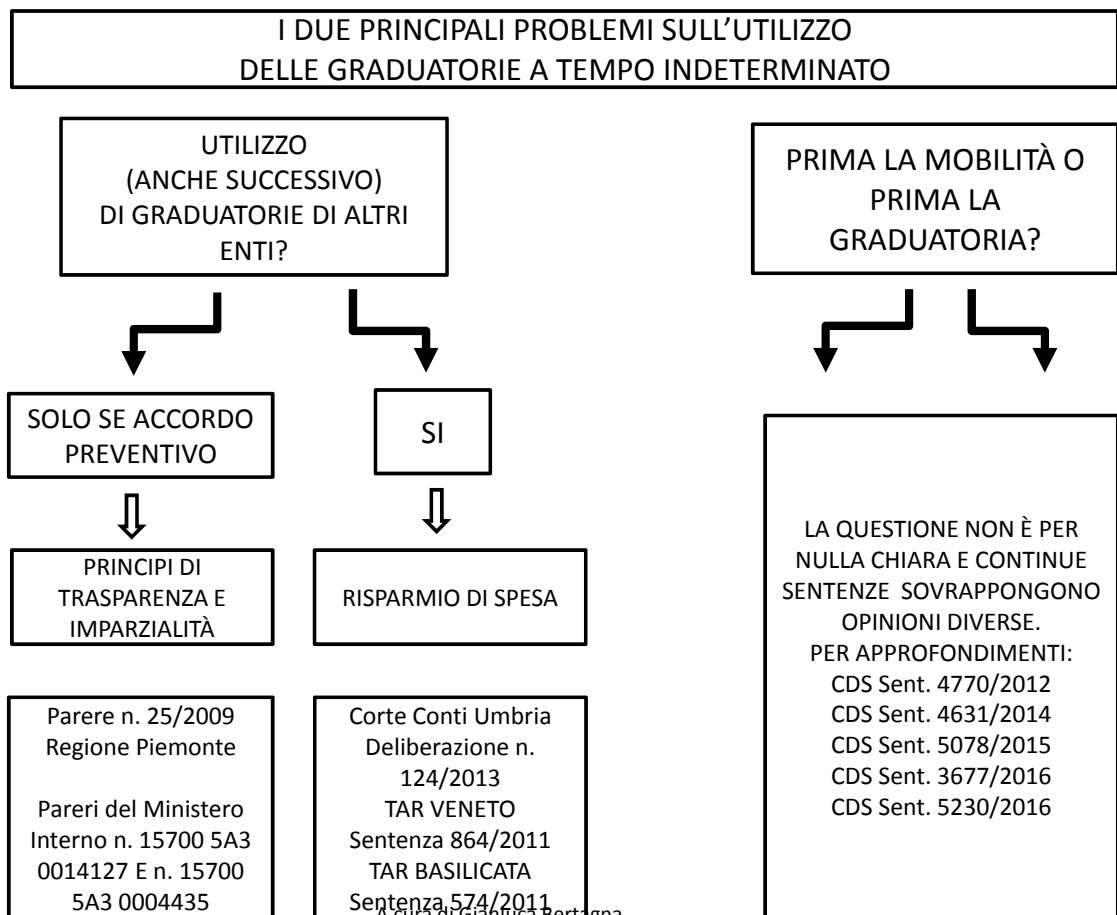 I DUE PRINCIPALI PROBLEMI SULL’UTILIZZO
DELLE GRADUATORIE A TEMPO INDETERMINATO
UTILIZZO
(ANCHE SUCCESSIVO)
DI GRADUATORIE DI ALTRI
ENTI?
PRIMA LA MOBILITÀ O
PRIMA LA
GRADUATORIA?
SOLO SE ACCORDO
PREVENTIVO
SI
PRINCIPI DI
TRASPARENZA E
IMPARZIALITÀ
RISPARMIO DI SPESA
LA QUESTIONE NON È PER
NULLA CHIARA E CONTINUE
SENTENZE SOVRAPPONGONO
OPINIONI DIVERSE.
PER APPROFONDIMENTI:
CDS Sent. 4770/2012
CDS Sent. 4631/2014
CDS Sent. 5078/2015
CDS Sent. 3677/2016
CDS Sent. 5230/2016
Parere n. 25/2009
Regione Piemonte
Pareri del Ministero
Interno n. 15700 5A3
0014127 E n. 15700
5A3 0004435
Corte Conti Umbria
Deliberazione n.
124/2013
TAR VENETO
Sentenza 864/2011
TAR BASILICATA
Sentenza 574/2011
A cura di Gianluca Bertagna